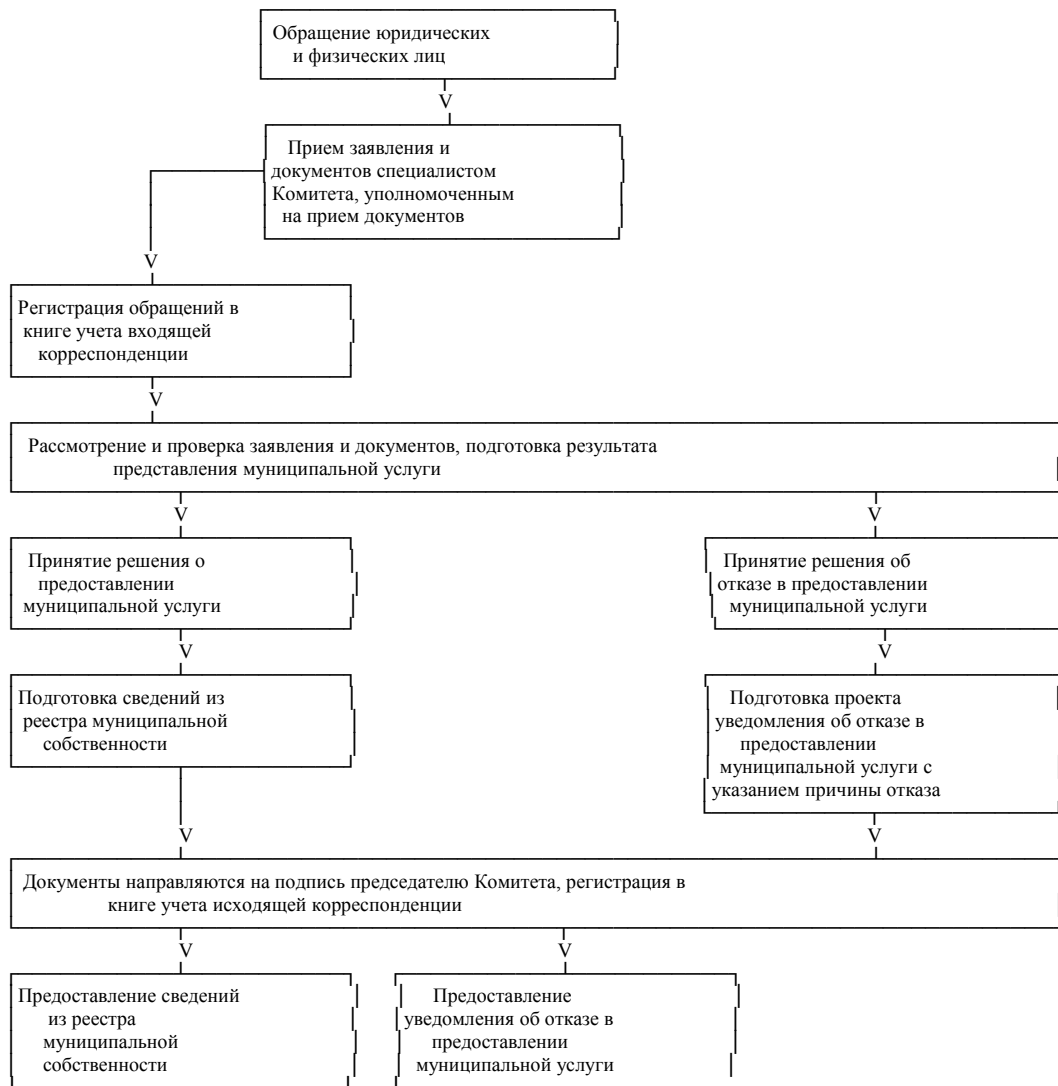 Обращение юридических
и физических лиц
V
Прием заявления и
документов специалистом
Комитета, уполномоченным
на прием документов
V
Регистрация обращений в
книге учета входящей
корреспонденции
V
Рассмотрение и проверка заявления и документов, подготовка результата
представления муниципальной услуги
V
V
Принятие решения о
предоставлении
муниципальной услуги
Принятие решения об
отказе в предоставлении
муниципальной услуги
V
V
Подготовка сведений из
реестра муниципальной
собственности
Подготовка проекта
уведомления об отказе в
предоставлении
муниципальной услуги с
указанием причины отказа
V
V
Документы направляются на подпись председателю Комитета, регистрация в
книге учета исходящей корреспонденции
V
V
Предоставление сведений
из реестра
муниципальной
собственности
Предоставление
уведомления об отказе в
предоставлении
муниципальной услуги